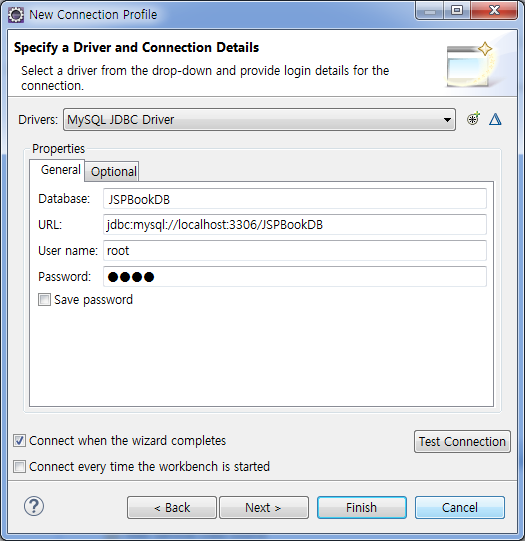 New Connection Profile
Specify a Driver and Connection Details
Select a driver from the drop-down and provide login details for the
connection.
Drivers: MySQL JDBC Driver
Properties
General Optional
Database: JSPBookDB
URL: jdbc:mysql://localhost:3306/JSPBookDB
User name: root
Password: ●●●●
Save password
Connect when the wizard completes
Test Connection
Connect every time the workbench is started
? < Back Next > Finish Cancel